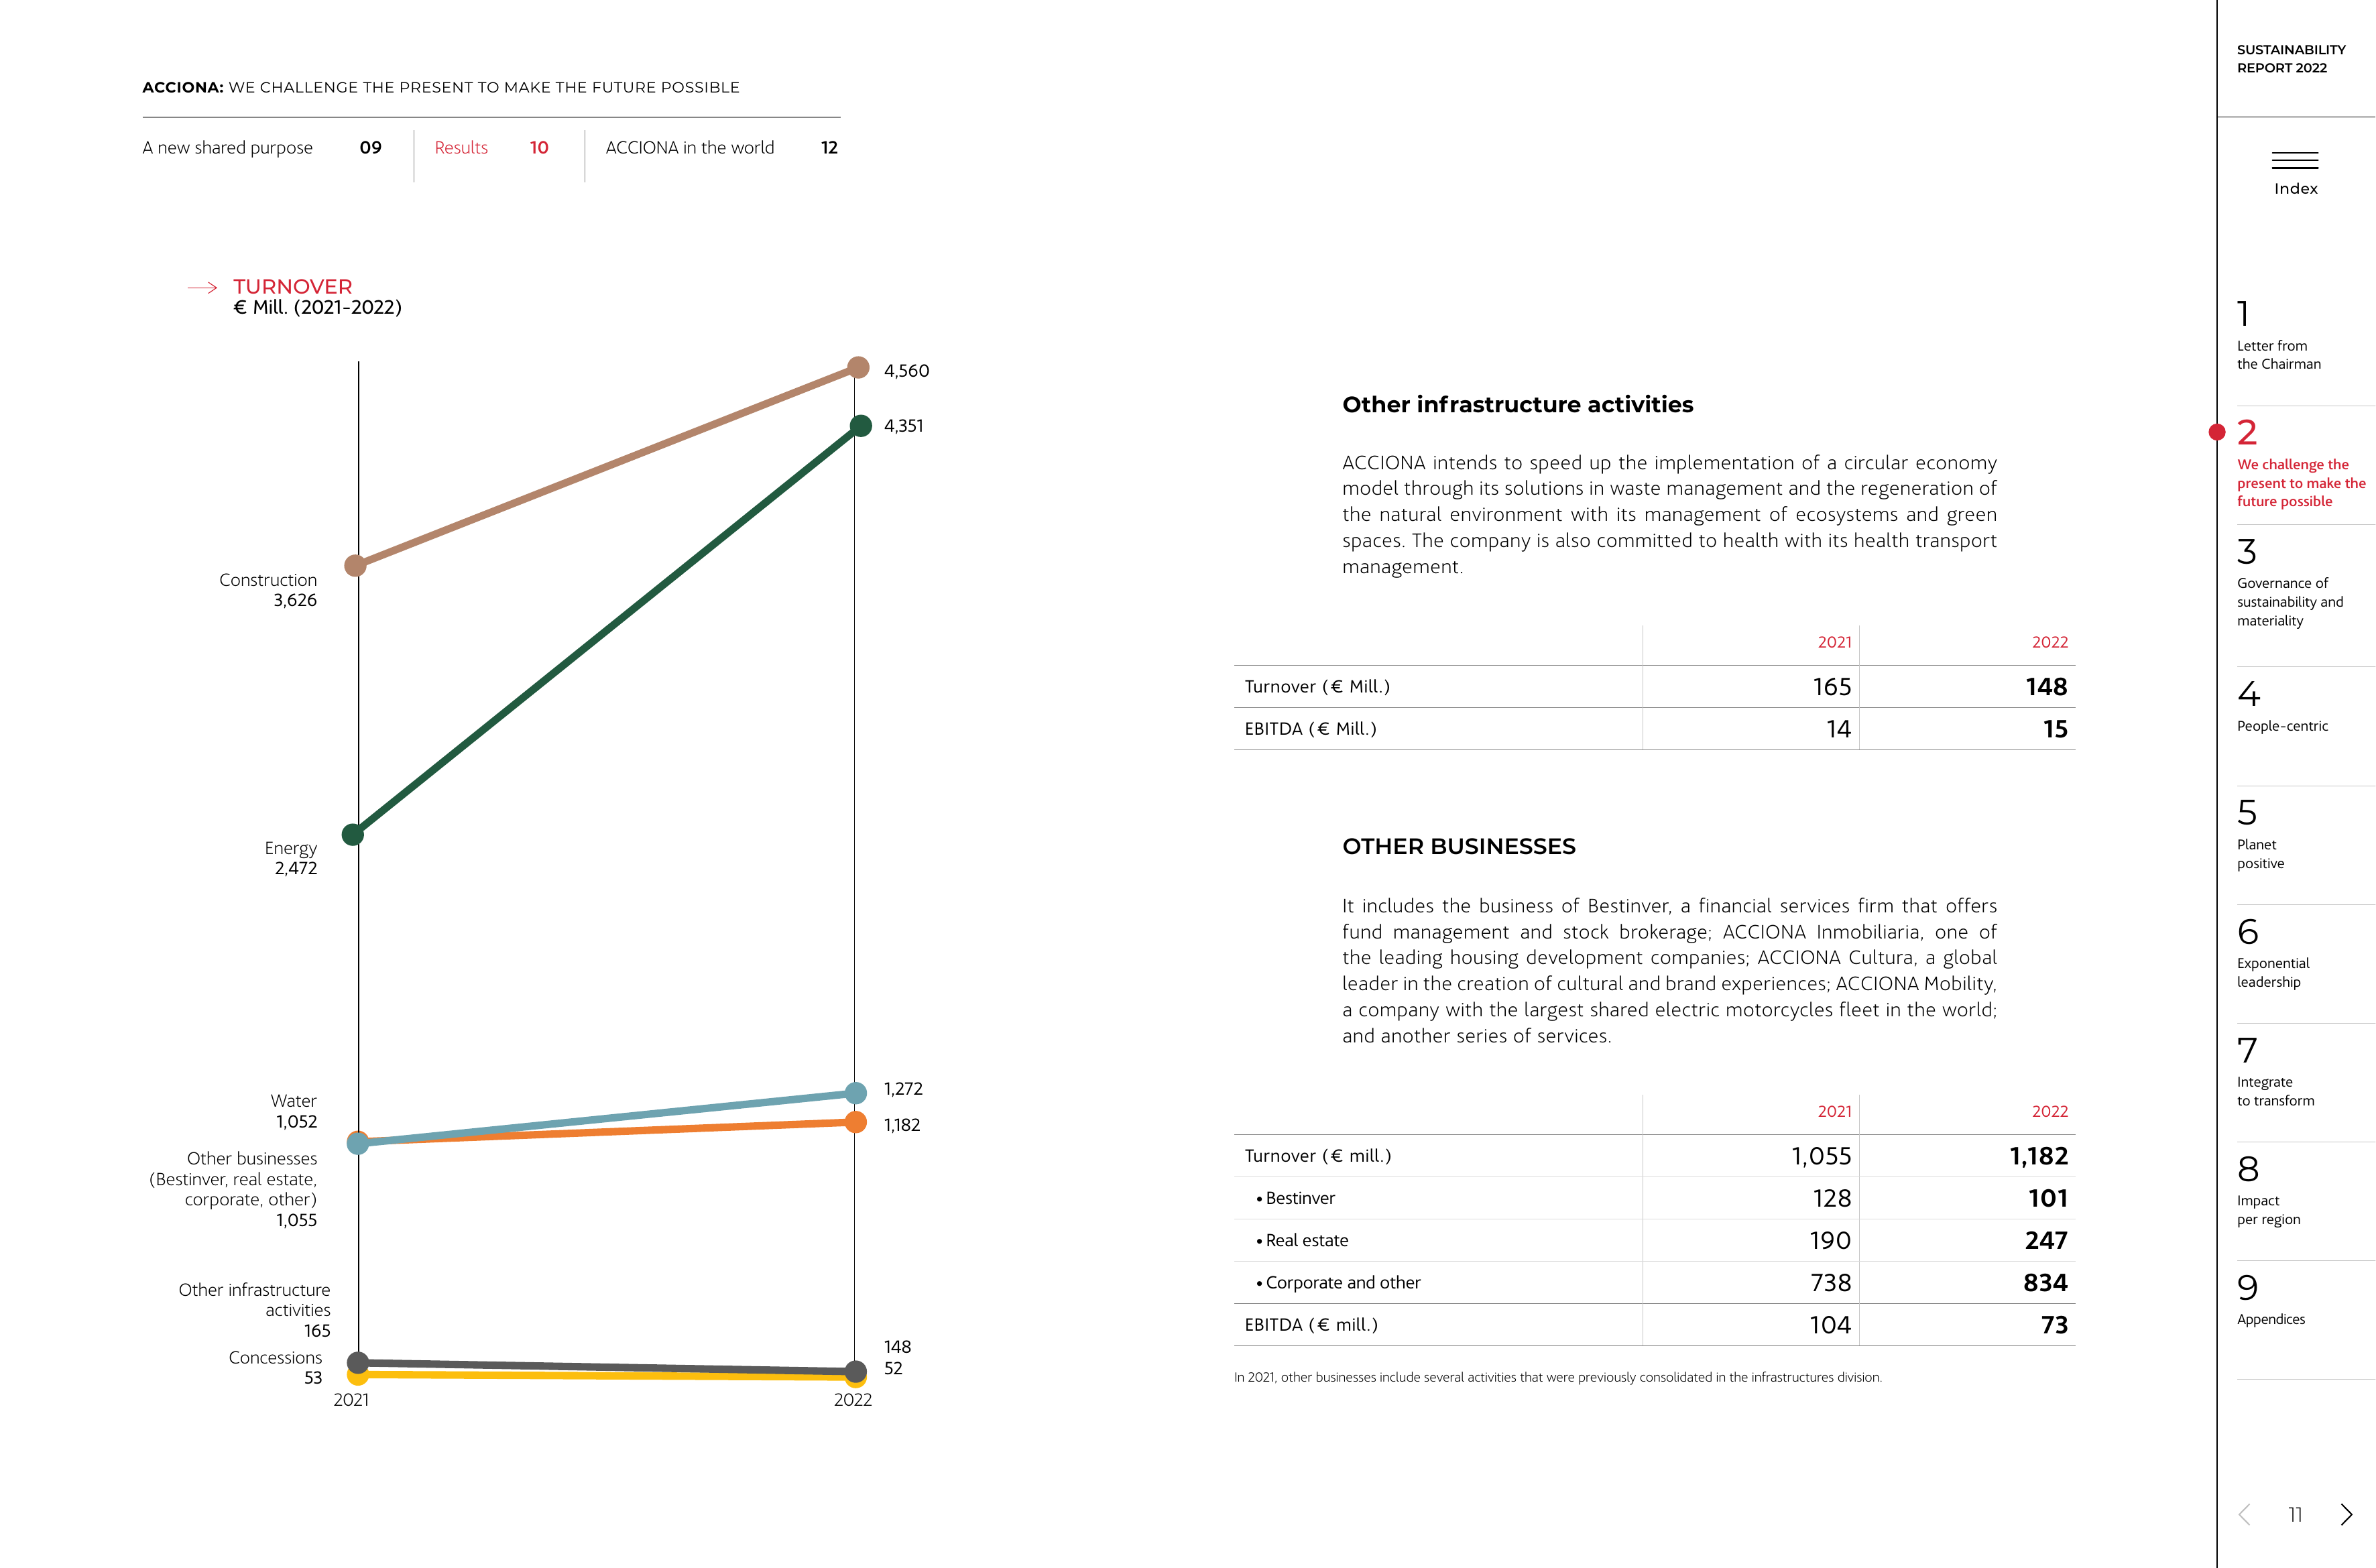 ACCIONA: WE CHALLENGE THE PRESENT TO MAKE THE FUTURE POSSIBLE
A new shared purpose 09
Results 10
ACCIONA in the world 12
TURNOVER
€ Mill. (2021-2022)
4,560
4,351
Construction
3,626
Energy
2,472
1,272
1,182
Water
1,052
Other businesses
(Bestinver, real estate,
corporate, other)
1,055
Other infrastructure
activities
165
Concessions
53
148
52
2021 2022
Other infrastructure activities
ACCIONA intends to speed up the implementation of a circular economy
model through its solutions in waste management and the regeneration of
the natural environment with its management of ecosystems and green
spaces. The company is also committed to health with its health transport
management.
2021 2022
Turnover (€ Mill.) 165 148
EBITDA (€ Mill.) 14 15
OTHER BUSINESSES
It includes the business of Bestinver, a financial services firm that offers
fund management and stock brokerage; ACCIONA Inmobiliaria, one of
the leading housing development companies; ACCIONA Cultura, a global
leader in the creation of cultural and brand experiences; ACCIONA Mobility,
a company with the largest shared electric motorcycles fleet in the world;
and another series of services.
2021 2022
Turnover (€ mill.) 1,055 1,182
• Bestinver 128 101
• Real estate 190 247
• Corporate and other 738 834
EBITDA (€ mill.) 104 73
In 2021, other businesses include several activities that were previously consolidated in the infrastructures division.
SUSTAINABILITY
REPORT 2022
Index
1
Letter from
the Chairman
2
We challenge the
present to make the
future possible
3
Governance of
sustainability and
materiality
4
People-centric
5
Planet
positive
6
Exponential
leadership
7
Integrate
to transform
8
Impact
per region
9
Appendices
11